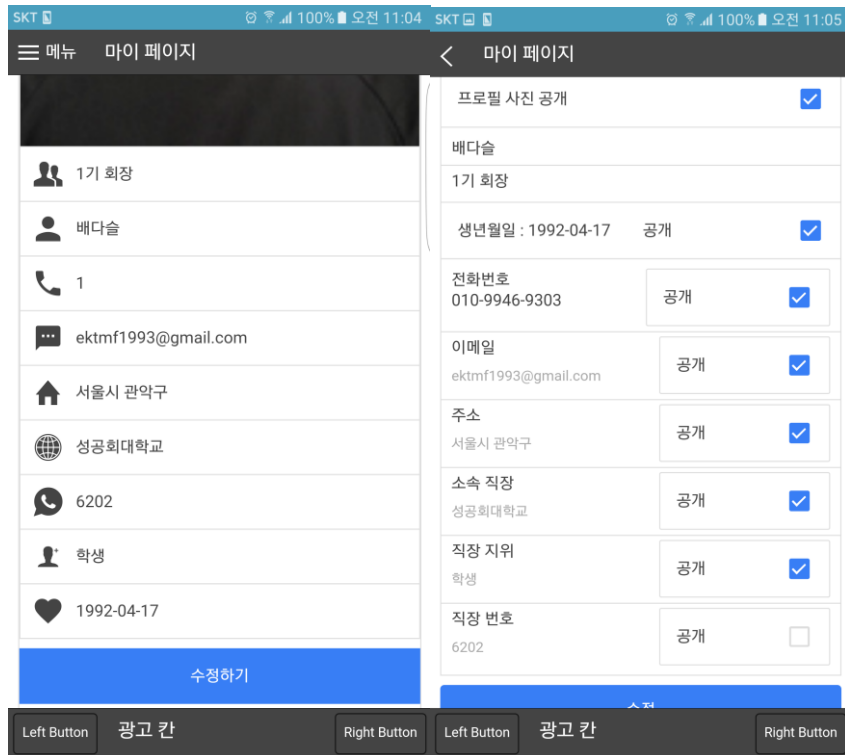 SKT 100% 오전 11:04
메뉴 마이 페이지
1기 회장
배다슬
1
ektmf1993@gmail.com
서울시 관악구
성공회대학교
6202
학생
1992-04-17
수정하기
Left Button 광고 칸 Right Button
SKT 100% 오전 11:05
마이 페이지
프로필 사진 공개
배다슬
1기 회장
생년월일 : 1992-04-17 공개
전화번호
010-9946-9303 공개
이메일
ektmf1993@gmail.com 공개
주소
서울시 관악구 공개
소속 직장
성공회대학교 공개
직장 지위
학생 공개
직장 번호
6202 공개
Left Button 광고 칸 Right Button